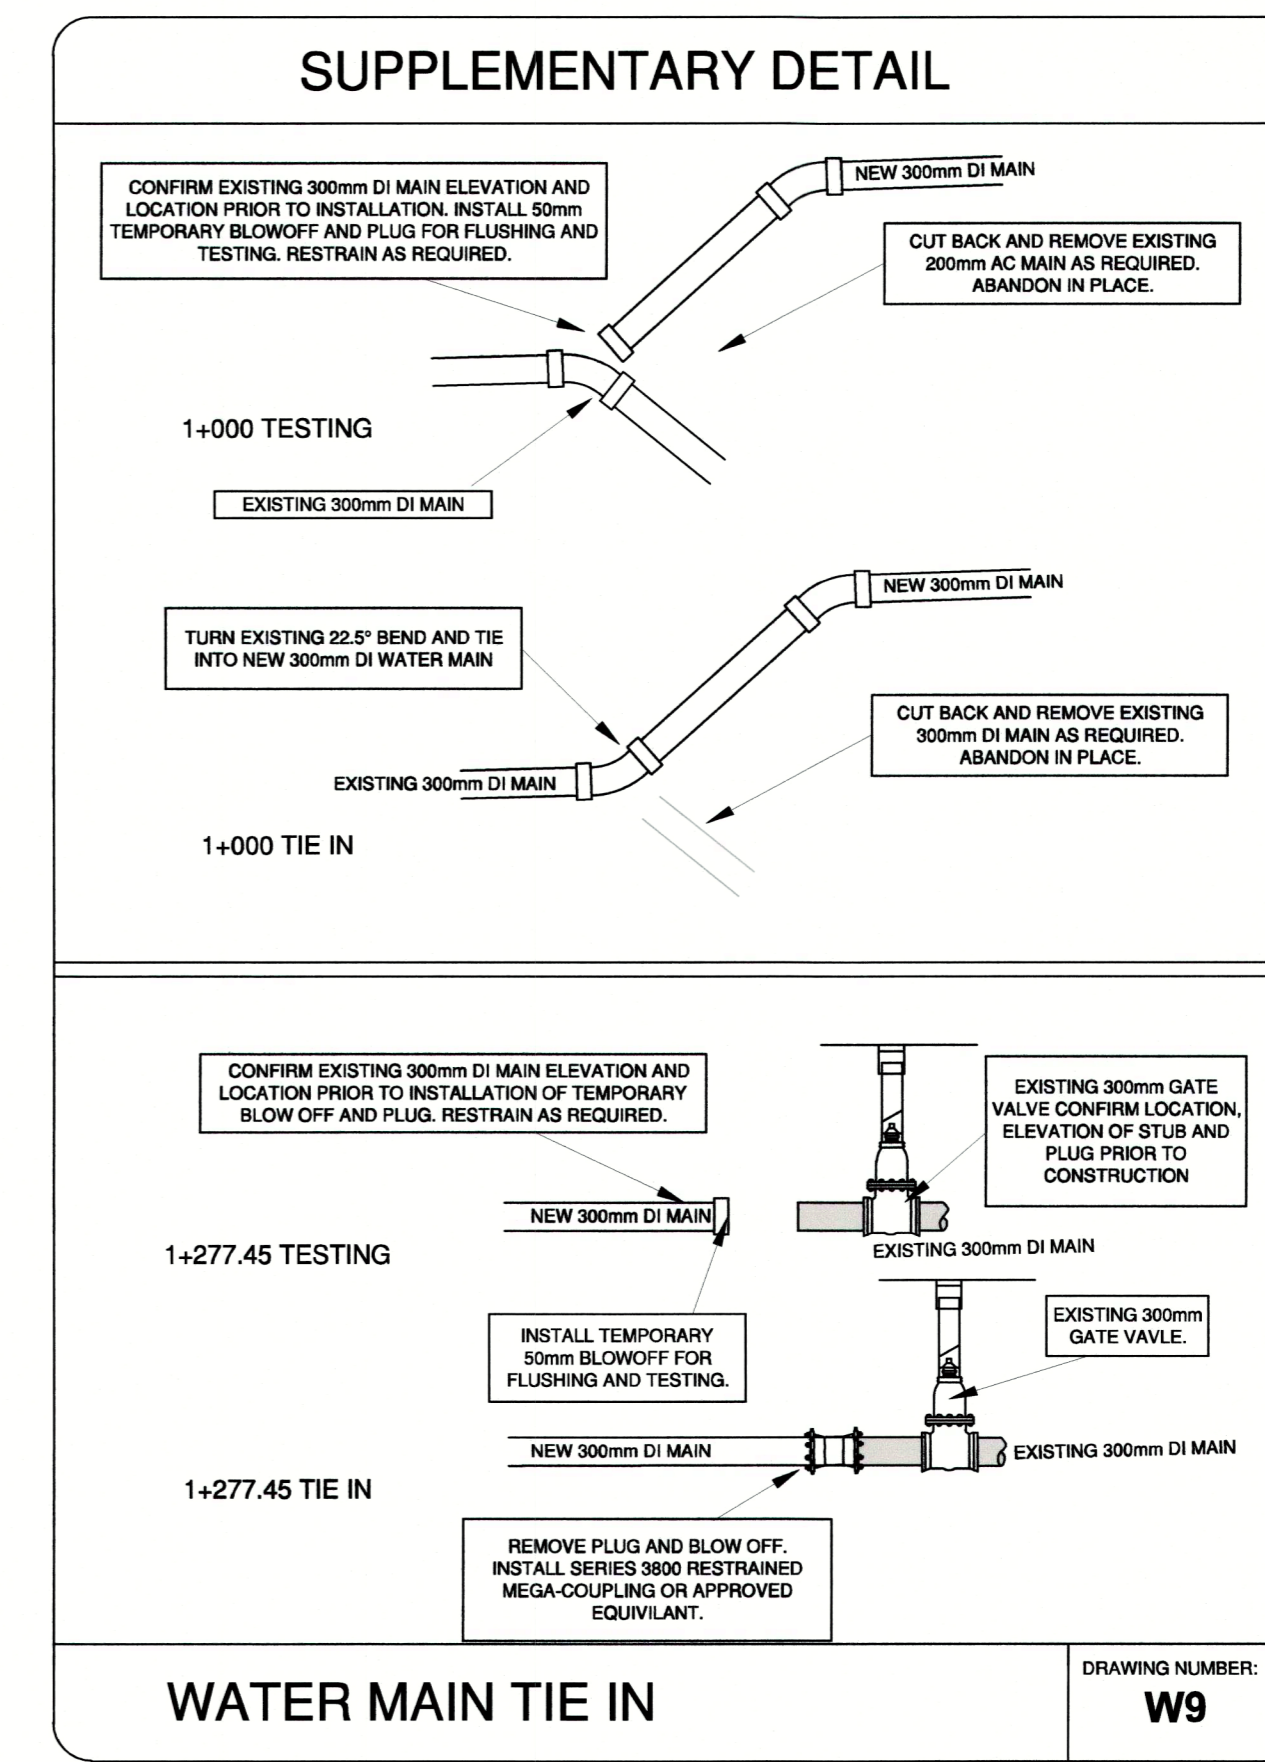 SUPPLEMENTARY DETAIL
CONFIRM EXISTING 300mm DI MAIN ELEVATION AND
LOCATION PRIOR TO INSTALLATION. INSTALL 50mm
TEMPORARY BLOWOFF AND PLUG FOR FLUSHING AND
TESTING. RESTRAIN AS REQUIRED.
NEW 300mm DI MAIN
CUT BACK AND REMOVE EXISTING
200mm AC MAIN AS REQUIRED.
ABANDON IN PLACE.
1+000 TESTING
EXISTING 300mm DI MAIN
NEW 300mm DI MAIN
TURN EXISTING 22.5° BEND AND TIE
INTO NEW 300mm DI WATER MAIN
CUT BACK AND REMOVE EXISTING
300mm DI MAIN AS REQUIRED.
ABANDON IN PLACE.
EXISTING 300mm DI MAIN
1+000 TIE IN
CONFIRM EXISTING 300mm DI MAIN ELEVATION AND
LOCATION PRIOR TO INSTALLATION OF TEMPORARY
BLOW OFF AND PLUG. RESTRAIN AS REQUIRED.
EXISTING 300mm GATE
VALVE CONFIRM LOCATION,
ELEVATION OF STUB AND
PLUG PRIOR TO
CONSTRUCTION
NEW 300mm DI MAIN
EXISTING 300mm DI MAIN
1+277.45 TESTING
INSTALL TEMPORARY
50mm BLOWOFF FOR
FLUSHING AND TESTING.
EXISTING 300mm
GATE VAVLE.
NEW 300mm DI MAIN
EXISTING 300mm DI MAIN
1+277.45 TIE IN
REMOVE PLUG AND BLOW OFF.
INSTALL SERIES 3800 RESTRAINED
MEGA-COUPLING OR APPROVED
EQUIVILANT.
WATER MAIN TIE IN
DRAWING NUMBER:
W9